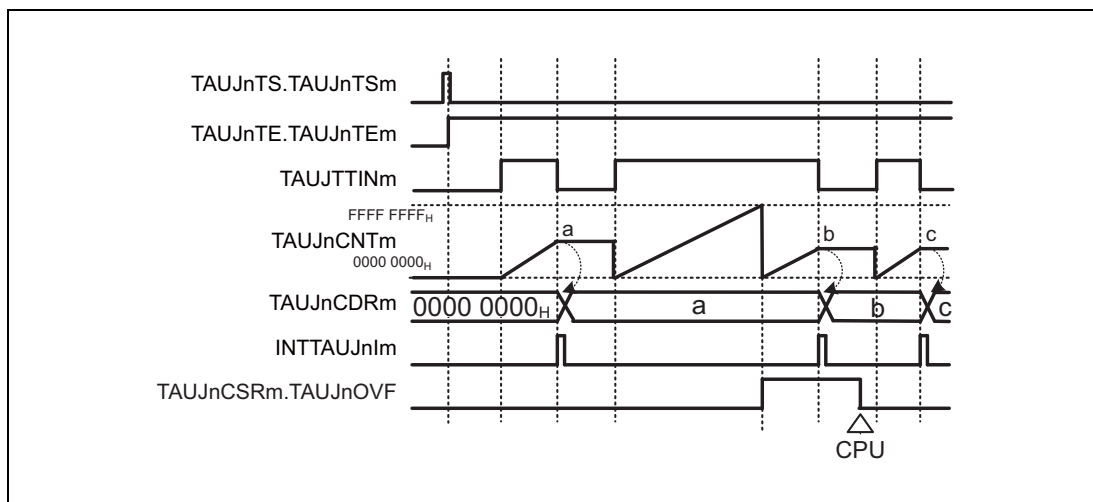 TAUJnTS.TAUJnTSm
TAUJnTE.TAUJnTEm
TAUJTTINm
FFFF FFFFH
TAUJnCNTm
0000 0000H
a
b
c
TAUJnCDRm
0000 0000H
a
b
c
INTTAUJnIm
TAUJnCSRm.TAUJnOVF
CPU